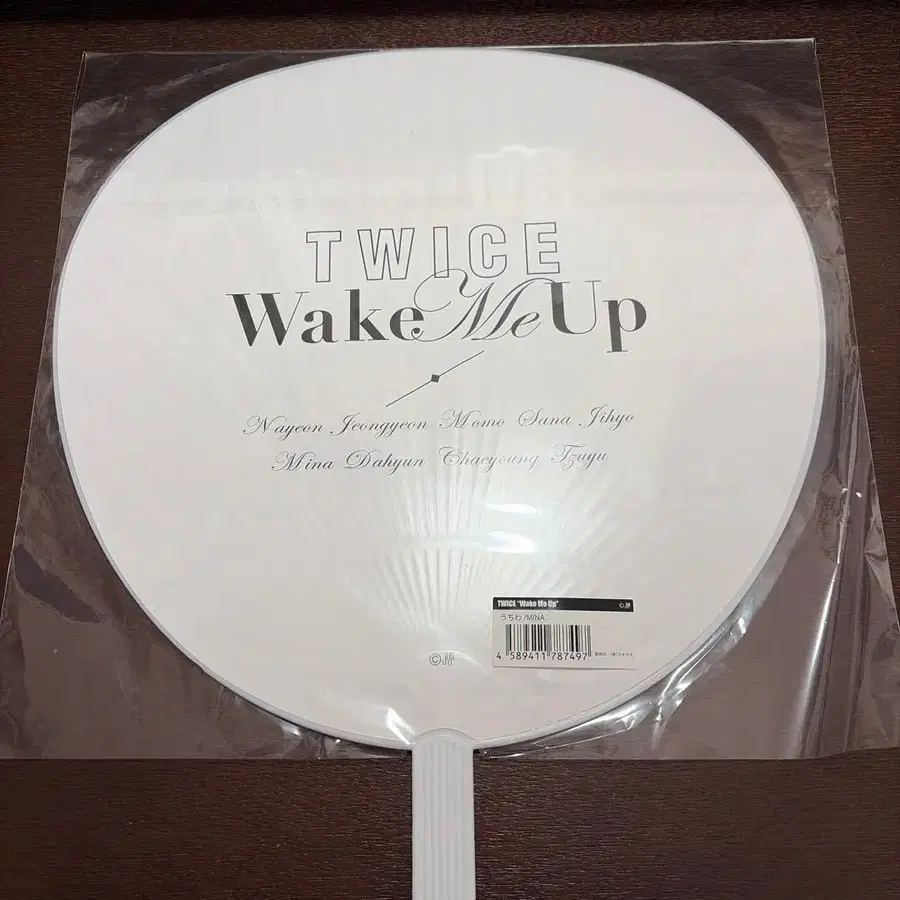 TWICE
Wake Me Up
Nayeon Jeongyeon Momo Sana Jihyo
Mina Dahyun Chaeyoung Tzuyu
TWICE "Wake Me Up" ©JYP
うちわ/MINA
4 589411 787497
©JYP